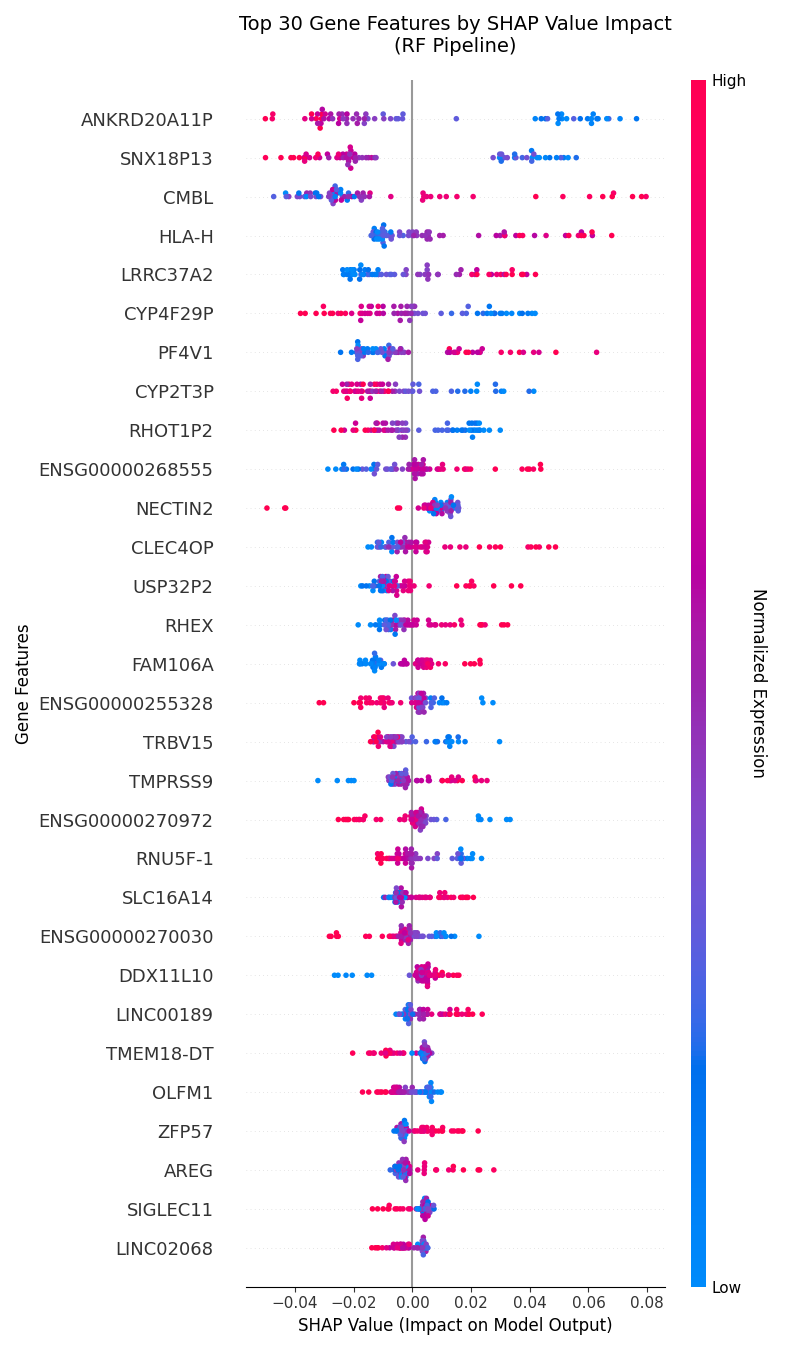 Top 30 Gene Features by SHAP Value Impact
(RF Pipeline)
High
ANKRD20A11P
SNX18P13
CMBL
HLA-H
LRRC37A2
CYP4F29P
PF4V1
CYP2T3P
RHOT1P2
ENSG00000268555
NECTIN2
CLEC4OP
USP32P2
RHEX
FAM106A
ENSG00000255328
TRBV15
TMPRSS9
ENSG00000270972
RNU5F-1
SLC16A14
ENSG00000270030
DDX11L10
LINC00189
TMEM18-DT
OLFM1
ZFP57
AREG
SIGLEC11
LINC02068
Gene Features
Normalized Expression
Low
−0.04 −0.02 0.00 0.02 0.04 0.06 0.08
SHAP Value (Impact on Model Output)